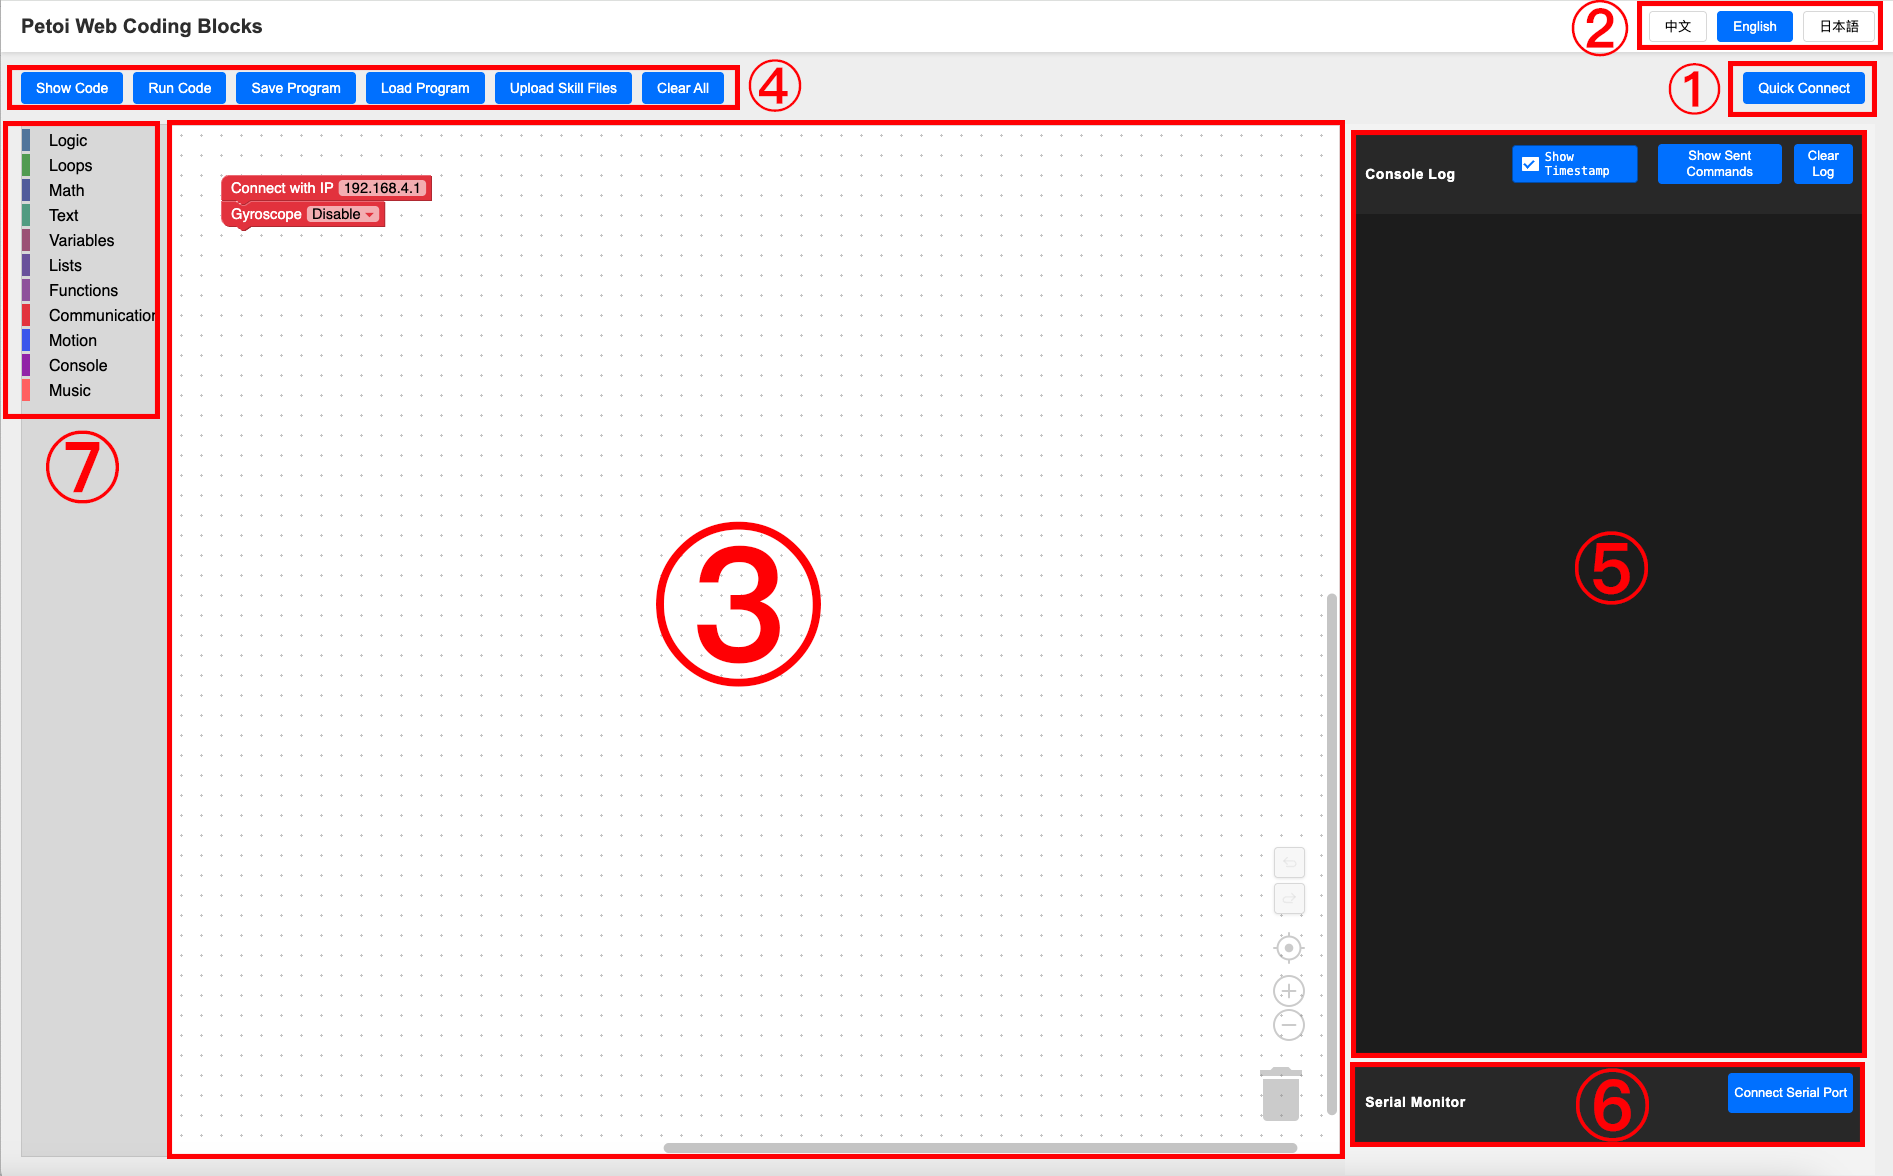 Petoi Web Coding Blocks
② 中文 English 日本語
Show Code Run Code Save Program Load Program Upload Skill Files Clear All ④
① Quick Connect
Logic
Loops
Math
Text
Variables
Lists
Functions
Communication
Motion
Console
Music
⑦
Connect with IP 192.168.4.1
Gyroscope Disable
③
Console Log
Show
Timestamp
Show Sent
Commands
Clear
Log
⑤
Serial Monitor ⑥ Connect Serial Port